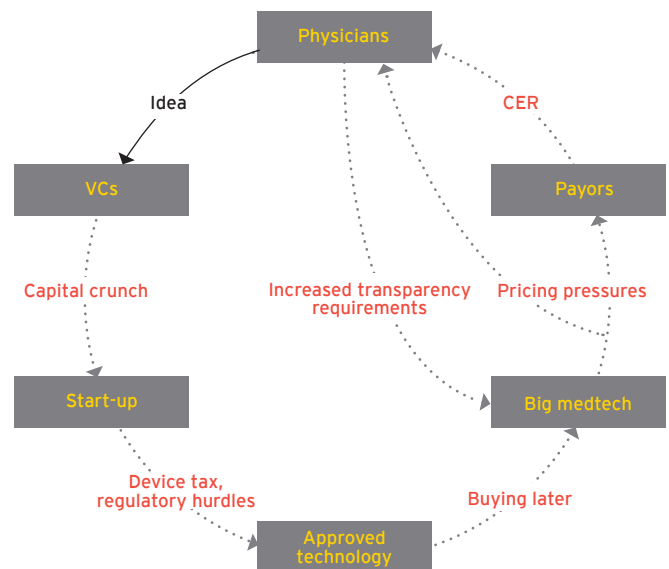 Physicians
Idea
CER
VCs
Payors
Capital crunch
Increased transparency
requirements
Pricing pressures
Start-up
Big medtech
Device tax,
regulatory hurdles
Buying later
Approved
technology